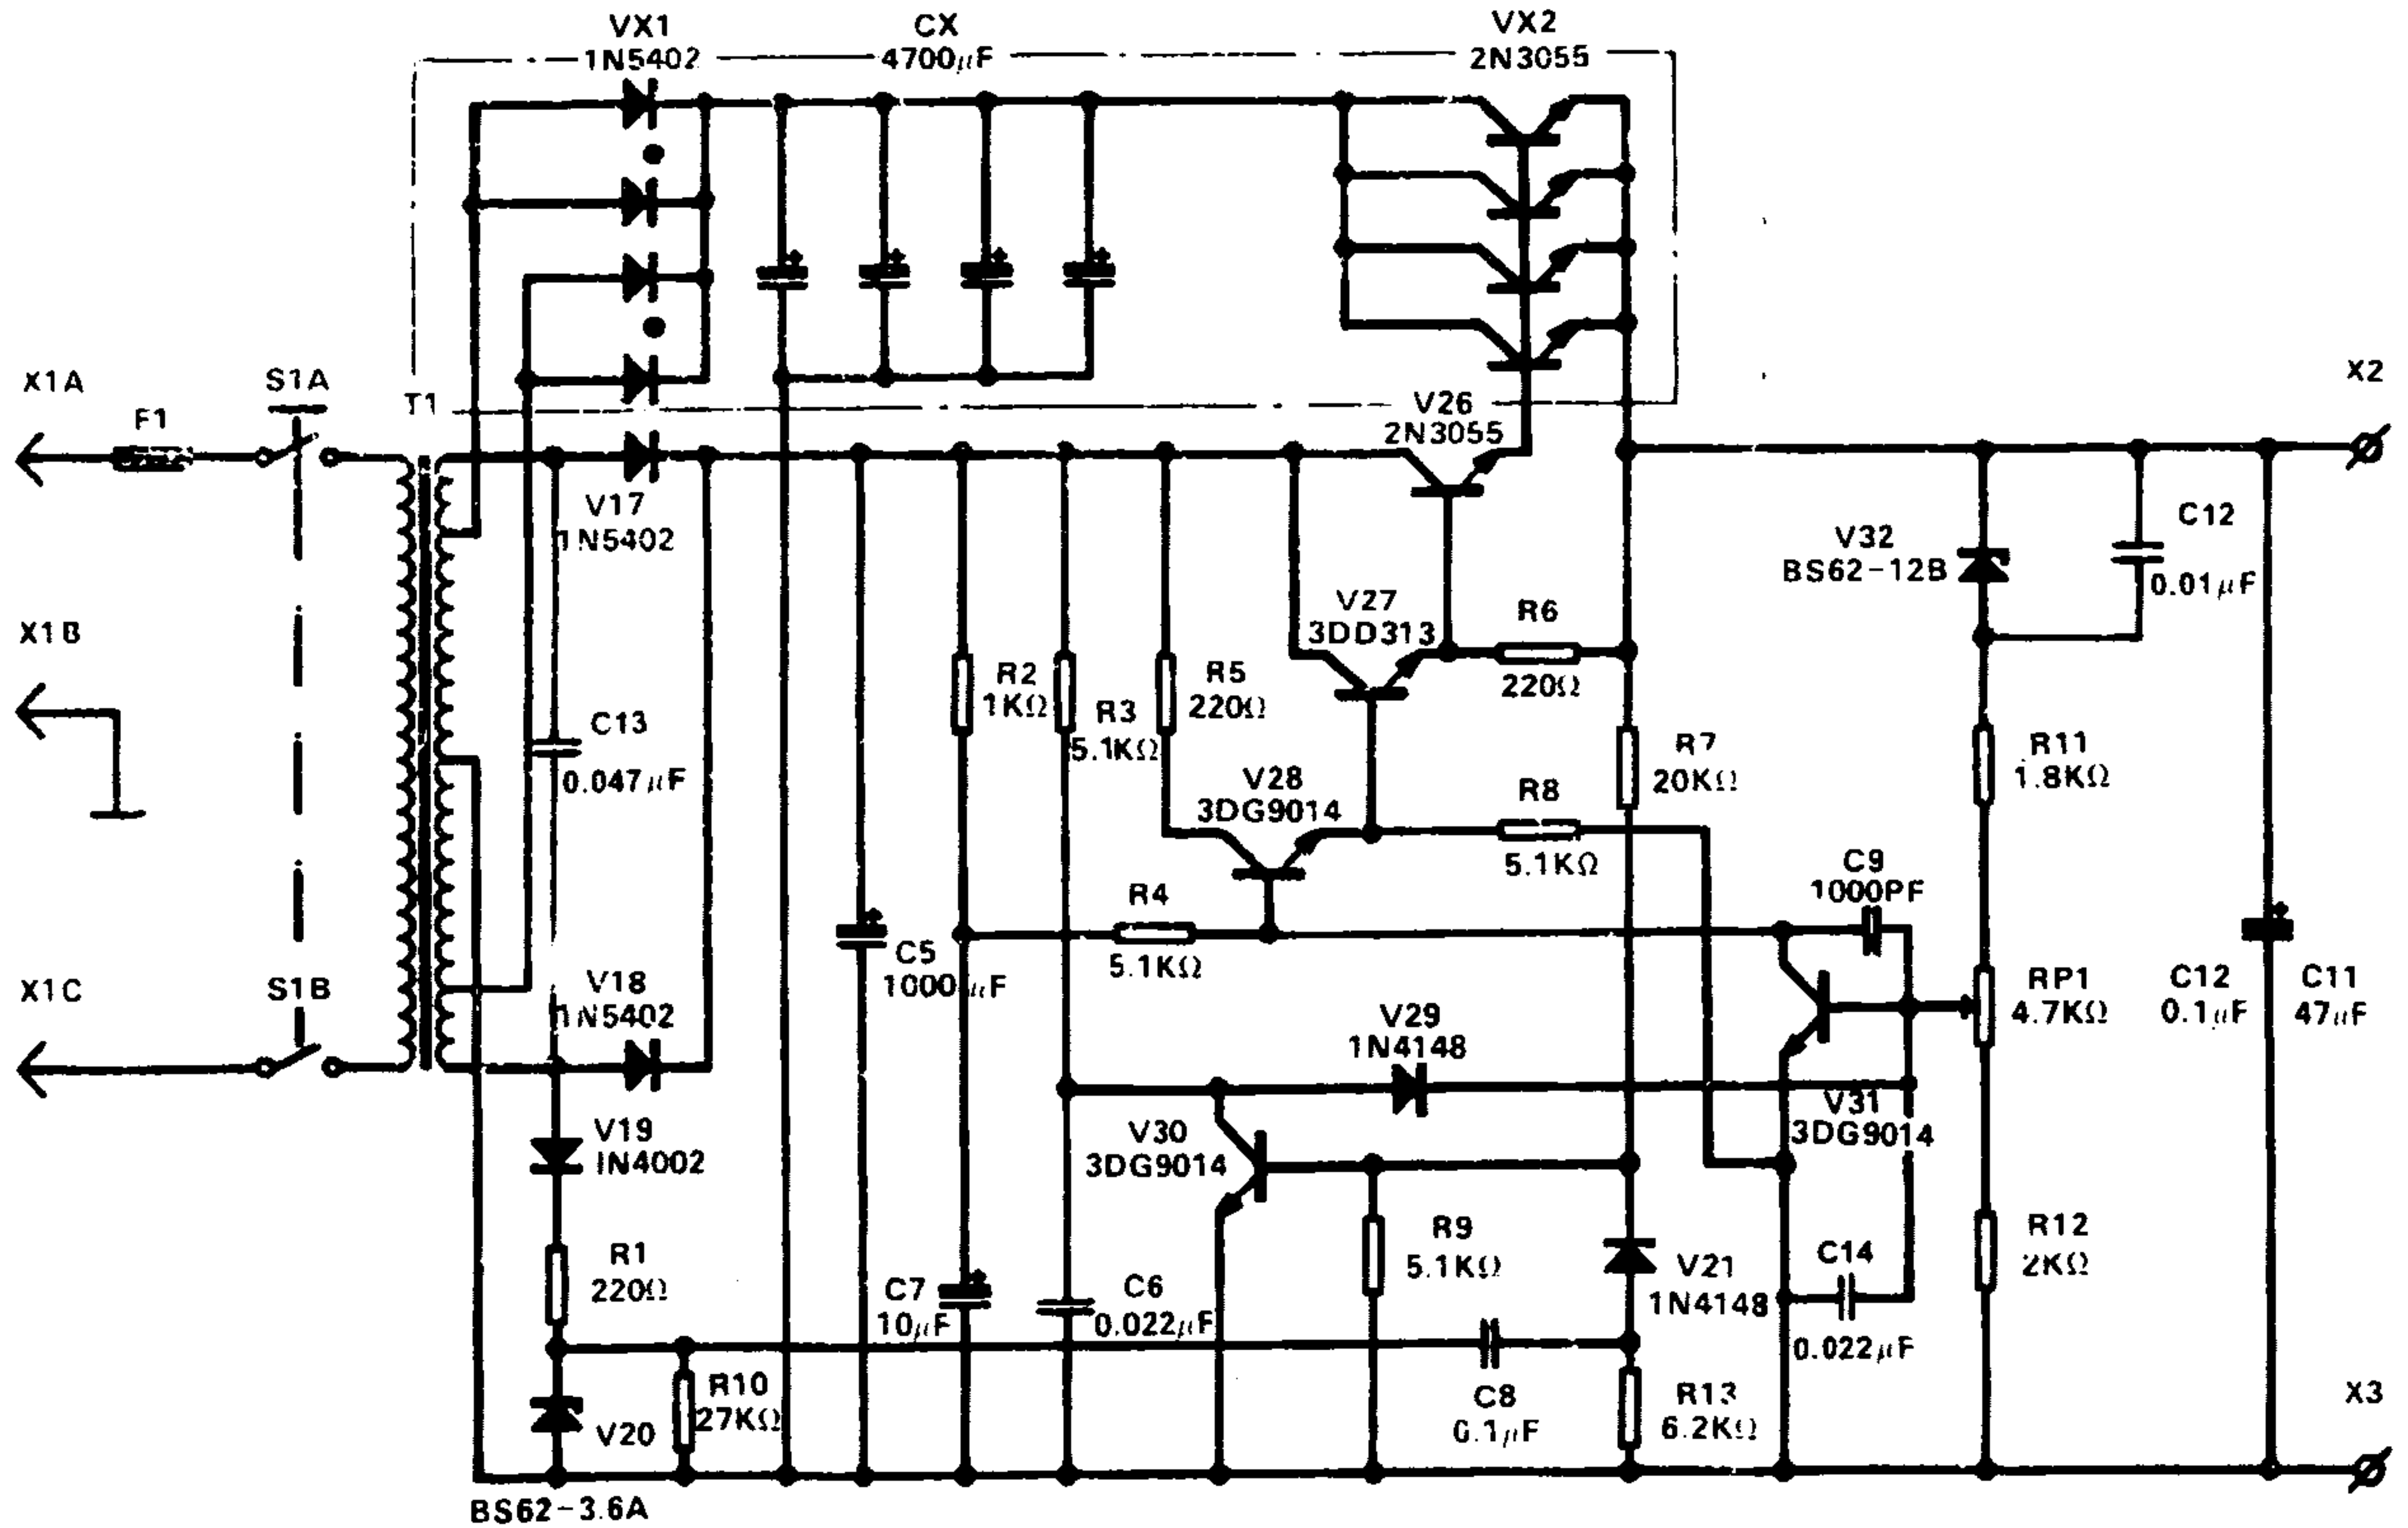 VX1
1N5402
CX
4700μF
VX2
2N3055
X1A
F1
S1A
T1
V26
2N3055
X2
V17
1N5402
V32
BS62-12B
C12
0.01μF
V27
3DD313
R6
220Ω
X1B
R2
1KΩ
R3
5.1KΩ
R5
220Ω
C13
0.047μF
R7
20KΩ
R11
1.8KΩ
V28
3DG9014
R8
5.1KΩ
C9
1000PF
R4
5.1KΩ
C5
1000μF
X1C
S1B
V18
1N5402
RP1
4.7KΩ
C12
0.1μF
C11
47μF
V29
1N4148
V31
3DG9014
V19
IN4002
V30
3DG9014
R1
220Ω
C7
10μF
C6
0.022μF
R9
5.1KΩ
V21
1N4148
C14
0.022μF
R12
2KΩ
R10
27KΩ
V20
C8
0.1μF
R13
6.2KΩ
X3
BS62-3.6A